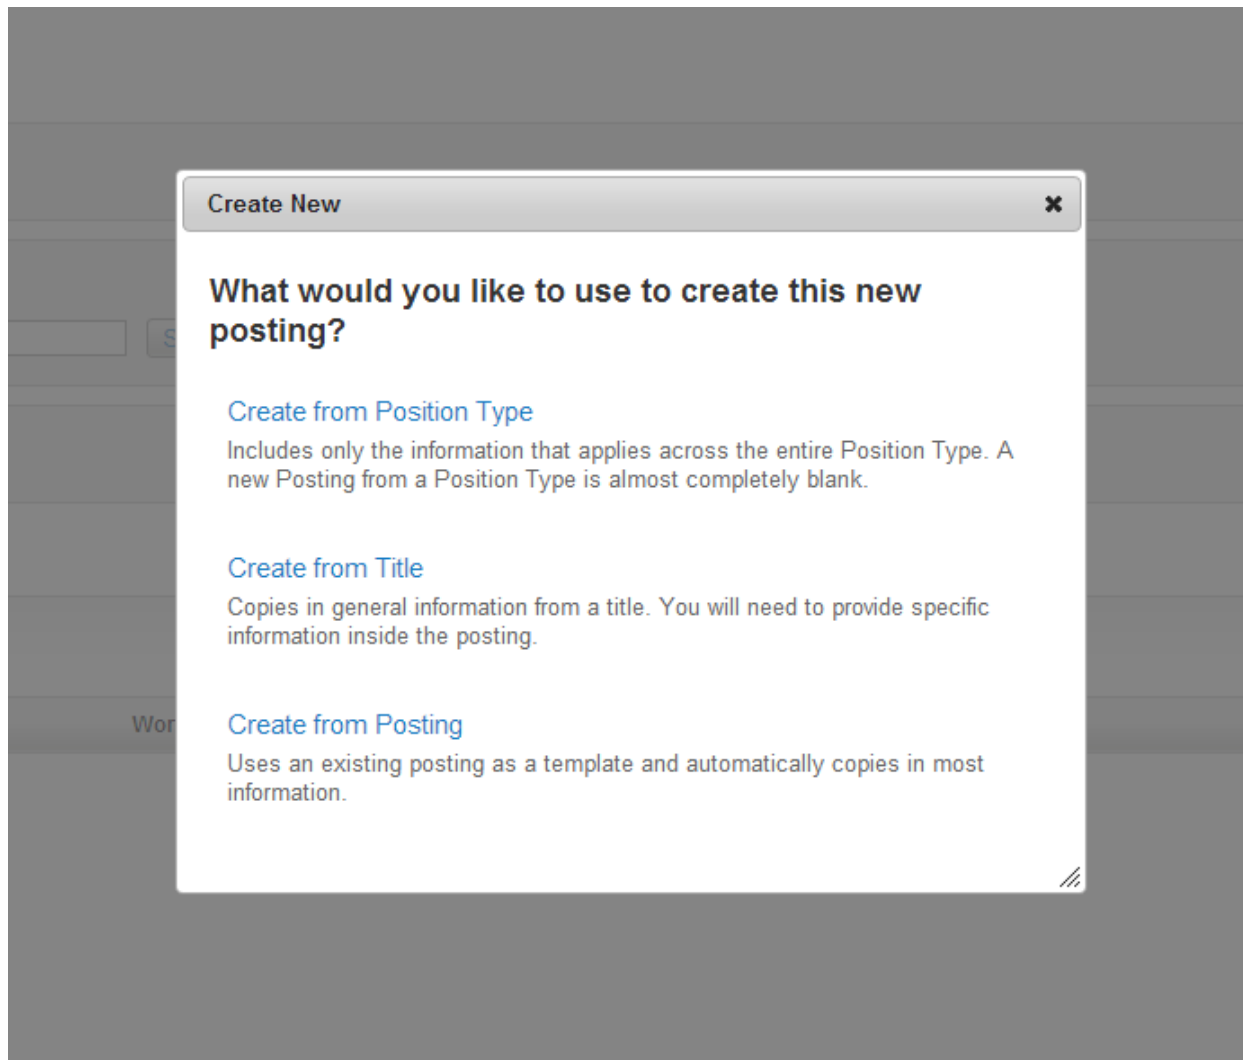 Create New
What would you like to use to create this new
posting?
Create from Position Type
Includes only the information that applies across the entire Position Type. A
new Posting from a Position Type is almost completely blank.
Create from Title
Copies in general information from a title. You will need to provide specific
information inside the posting.
Create from Posting
Uses an existing posting as a template and automatically copies in most
information.